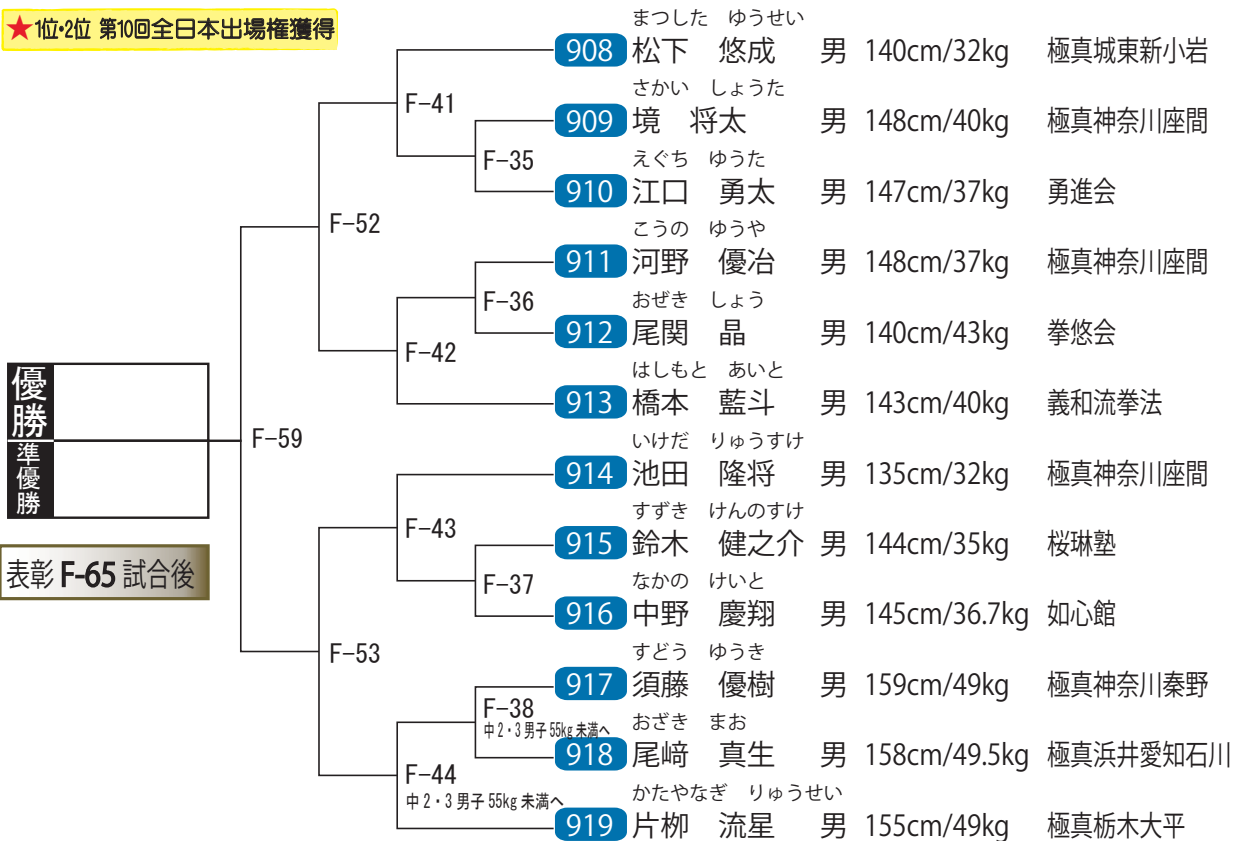 ★1位・2位 第10回全日本出場権獲得
まつした ゆうせい
908 松下 悠成 男 140cm/32kg 極真城東新小岩
F-41
さかい しょうた
909 境 将太 男 148cm/40kg 極真神奈川座間
F-35
えぐち ゆうた
910 江口 勇太 男 147cm/37kg 勇進会
F-52
こうの ゆうや
911 河野 優冶 男 148cm/37kg 極真神奈川座間
F-36
おぜき しょう
912 尾関 晶 男 140cm/43kg 拳悠会
F-42
はしもと あいと
913 橋本 藍斗 男 143cm/40kg 義和流拳法
優勝
F-59
準優勝
いけだ りゅうすけ
914 池田 隆将 男 135cm/32kg 極真神奈川座間
F-43
すずき けんのすけ
915 鈴木 健之介 男 144cm/35kg 桜琳塾
表彰 F-65 試合後
F-37
なかの けいと
916 中野 慶翔 男 145cm/36.7kg 如心館
F-53
すどう ゆうき
917 須藤 優樹 男 159cm/49kg 極真神奈川秦野
F-38
中2・3男子55kg未満へ
おざき まお
918 尾﨑 真生 男 158cm/49.5kg 極真浜井愛知石川
F-44
中2・3男子55kg未満へ
かたやなぎ りゅうせい
919 片栁 流星 男 155cm/49kg 極真栃木大平